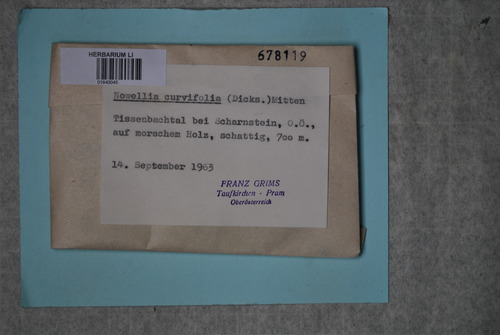 HERBARIUM LI
678119
Nowellia curvifolia (Dicks.)Mitten
Tissenbachtal bei Scharnstein, O.Ö.,
auf morschem Holz, schattig, 700 m.
14. September 1963
FRANZ GRIMS
Taufkirchen - Pram
Oberösterreich